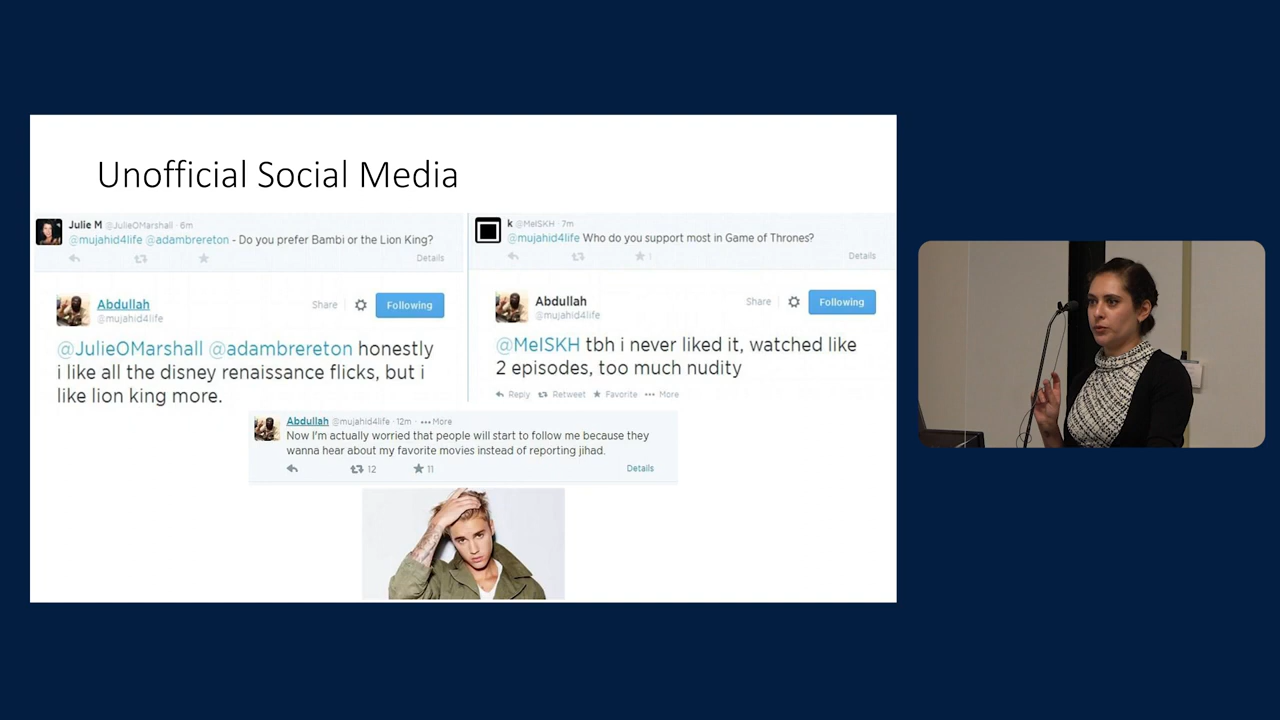 Unofficial Social Media
Julie M @JulieOMarshall · 6m
@mujahid4life @adambrereton - Do you prefer Bambi or the Lion King?
Details
Abdullah
@mujahid4life
Share
Following
@JulieOMarshall @adambrereton honestly
i like all the disney renaissance flicks, but i
like lion king more.
k @MeISKH · 7m
@mujahid4life Who do you support most in Game of Thrones?
1
Details
Abdullah
@mujahid4life
Share
Following
@MeISKH tbh i never liked it, watched like
2 episodes, too much nudity
Reply Retweet Favorite ••• More
Abdullah @mujahid4life · 12m · ••• More
Now I'm actually worried that people will start to follow me because they
wanna hear about my favorite movies instead of reporting jihad.
12 11 Details